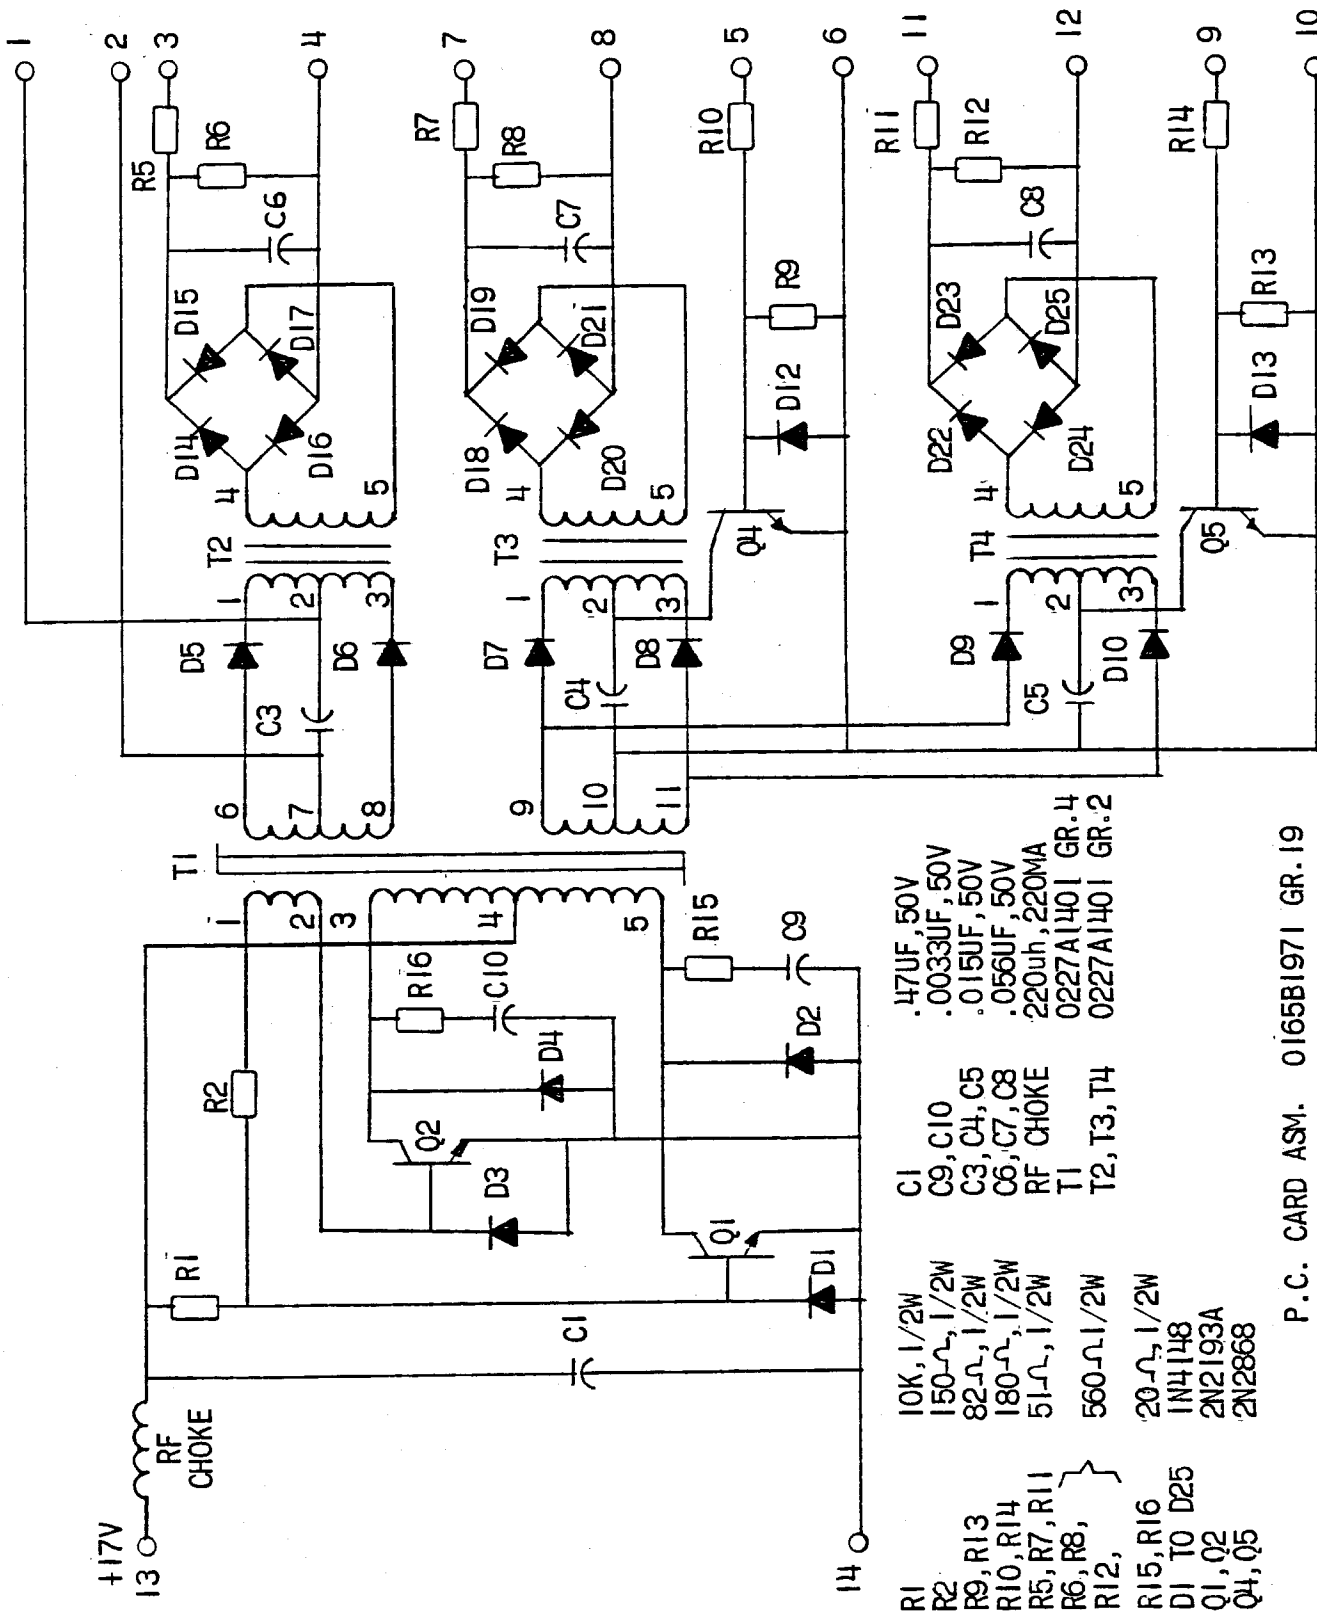 +17V
13
RF
CHOKE
R1
C1
R2
D3
Q2
D4
R16
C10
Q1
D1
D2
R15
C9
14
T1
1
2
3
4
5
6
7
8
9
10
11
C3
D5
D6
1
2
3
T2
4
5
D14
D15
D16
D17
C6
R5
R6
1
2
3
4
C4
D7
D8
1
2
3
T3
4
5
D18
D19
D20
D21
C7
R7
R8
7
8
Q4
D12
R9
R10
5
6
C5
D9
D10
1
2
3
T4
4
5
D22
D23
D24
D25
C8
R11
R12
11
12
Q5
D13
R13
R14
9
10
R1 10K, 1/2W
R2 150Ω, 1/2W
R9, R13 82Ω, 1/2W
R10, R14 180Ω, 1/2W
R5, R7, R11 51Ω, 1/2W
R6, R8,
R12, 560Ω 1/2W
R15, R16 20Ω, 1/2W
D1 TO D25 1N4148
Q1, Q2 2N2193A
Q4, Q5 2N2868
C1 .47UF, 50V
C9, C10 .0033UF, 50V
C3, C4, C5 .015UF, 50V
C6, C7, C8 .056UF, 50V
RF CHOKE 220uh, 220MA
T1 0227A1401 GR.4
T2, T3, T4 0227A1401 GR.2
P.C. CARD ASM. 0165B1971 GR.19